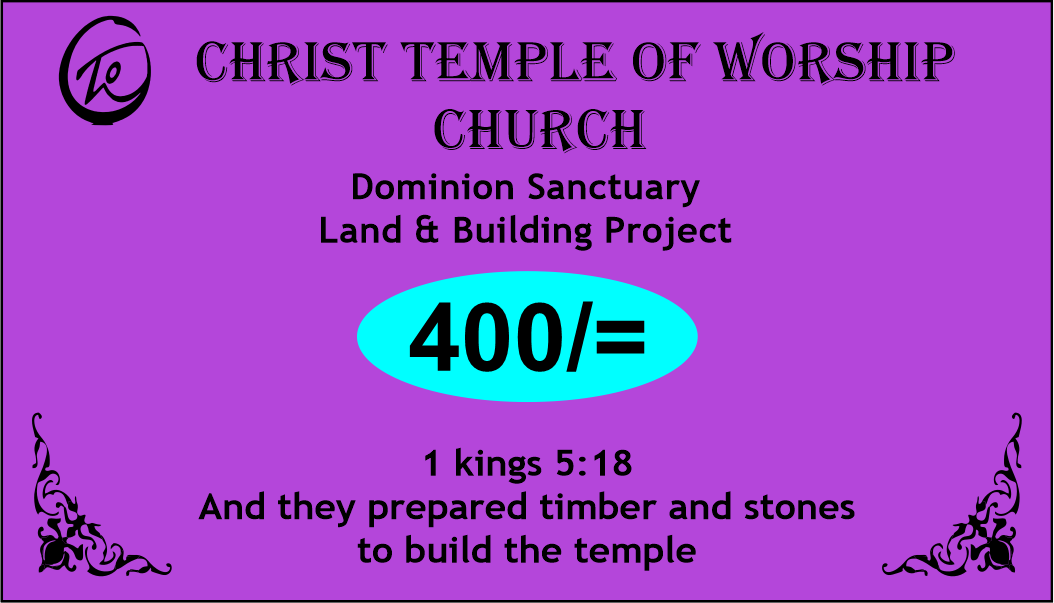 CHRIST TEMPLE OF WORSHIP
CHURCH
Dominion Sanctuary
Land & Building Project
400/=
1 kings 5:18
And they prepared timber and stones
to build the temple